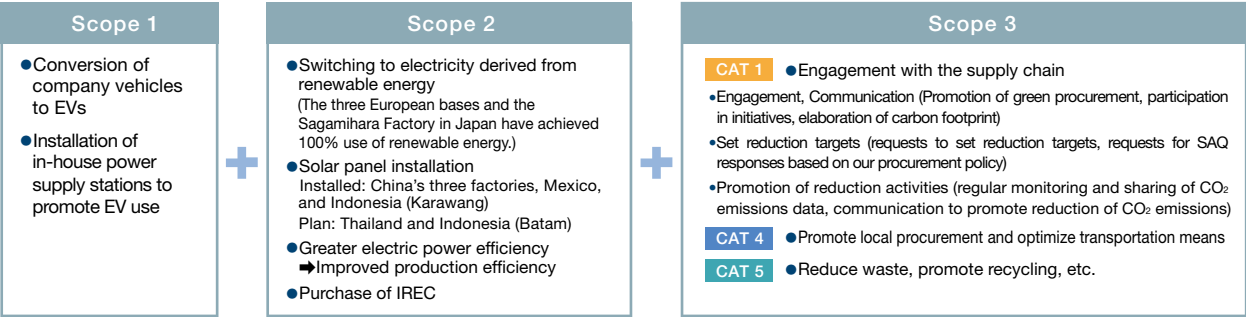 Scope 1
●Conversion of
company vehicles
to EVs
●Installation of
in-house power
supply stations to
promote EV use
Scope 2
●Switching to electricity derived from
renewable energy
(The three European bases and the
Sagamihara Factory in Japan have achieved
100% use of renewable energy.)
●Solar panel installation
Installed: China's three factories, Mexico,
and Indonesia (Karawang)
Plan: Thailand and Indonesia (Batam)
●Greater electric power efficiency
➡Improved production efficiency
●Purchase of IREC
Scope 3
CAT 1 ●Engagement with the supply chain
•Engagement, Communication (Promotion of green procurement, participation
in initiatives, elaboration of carbon footprint)
•Set reduction targets (requests to set reduction targets, requests for SAQ
responses based on our procurement policy)
•Promotion of reduction activities (regular monitoring and sharing of CO₂
emissions data, communication to promote reduction of CO₂ emissions)
CAT 4 ●Promote local procurement and optimize transportation means
CAT 5 ●Reduce waste, promote recycling, etc.